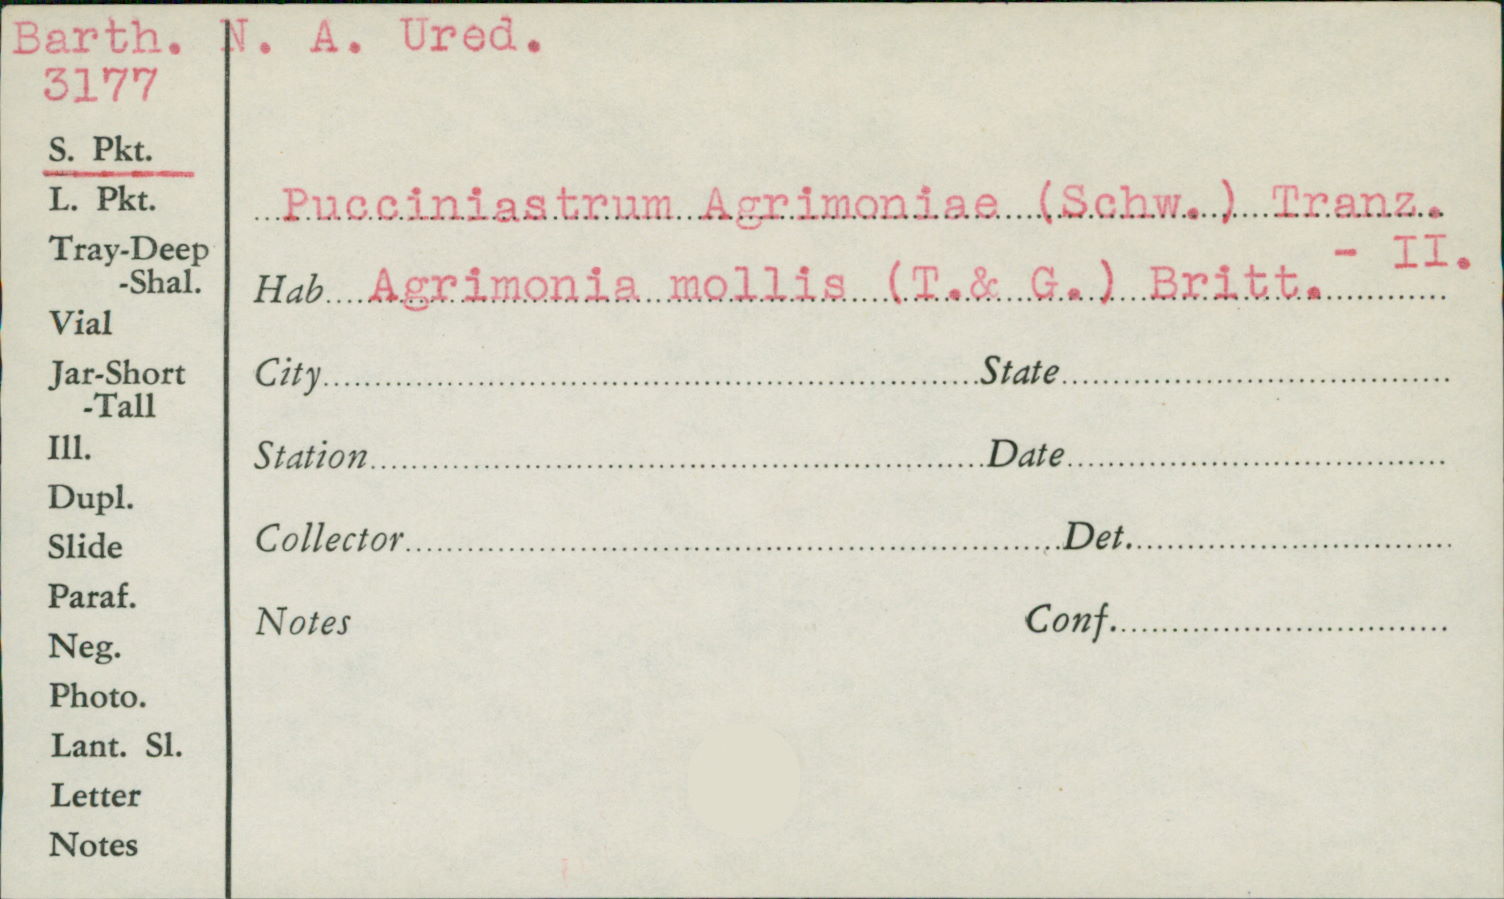 Barth. N. A. Ured.
3177
S. Pkt.
L. Pkt.
Tray-Deep
-Shal.
Vial
Jar-Short
-Tall
Ill.
Dupl.
Slide
Paraf.
Neg.
Photo.
Lant. Sl.
Letter
Notes
Pucciniastrum Agrimoniae (Schw.) Tranz.
- II.
Hab Agrimonia mollis (T.& G.) Britt.
City State
Station Date
Collector Det.
Notes Conf.